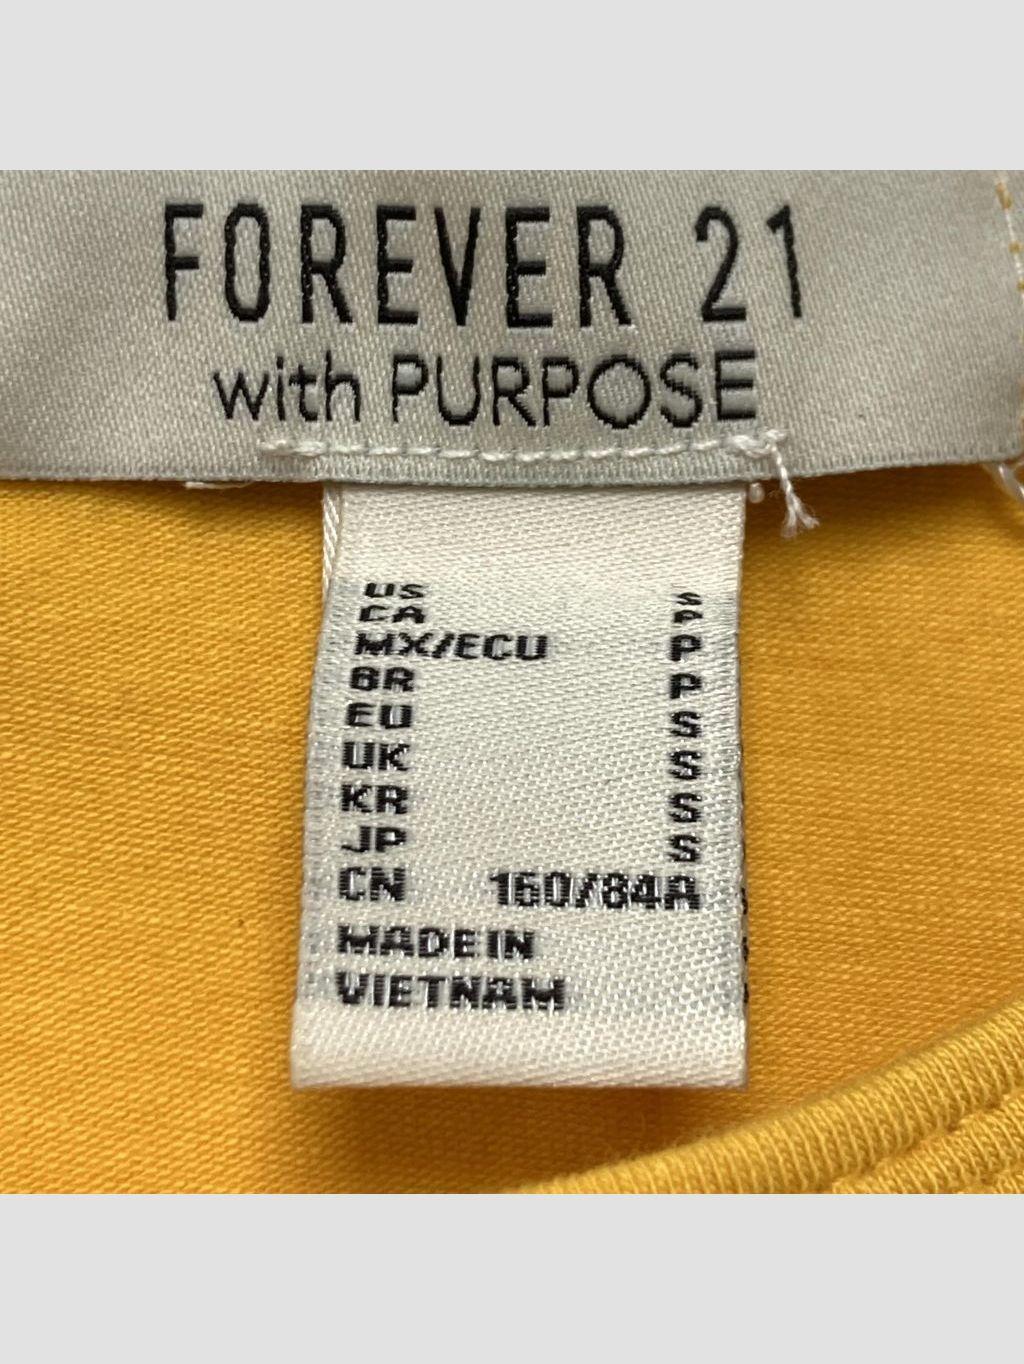 FOREVER 21
with PURPOSE
US S
CA P
MX/ECU P
BR P
EU S
UK S
KR S
JP S
CN 160/84A
MADE IN
VIETNAM